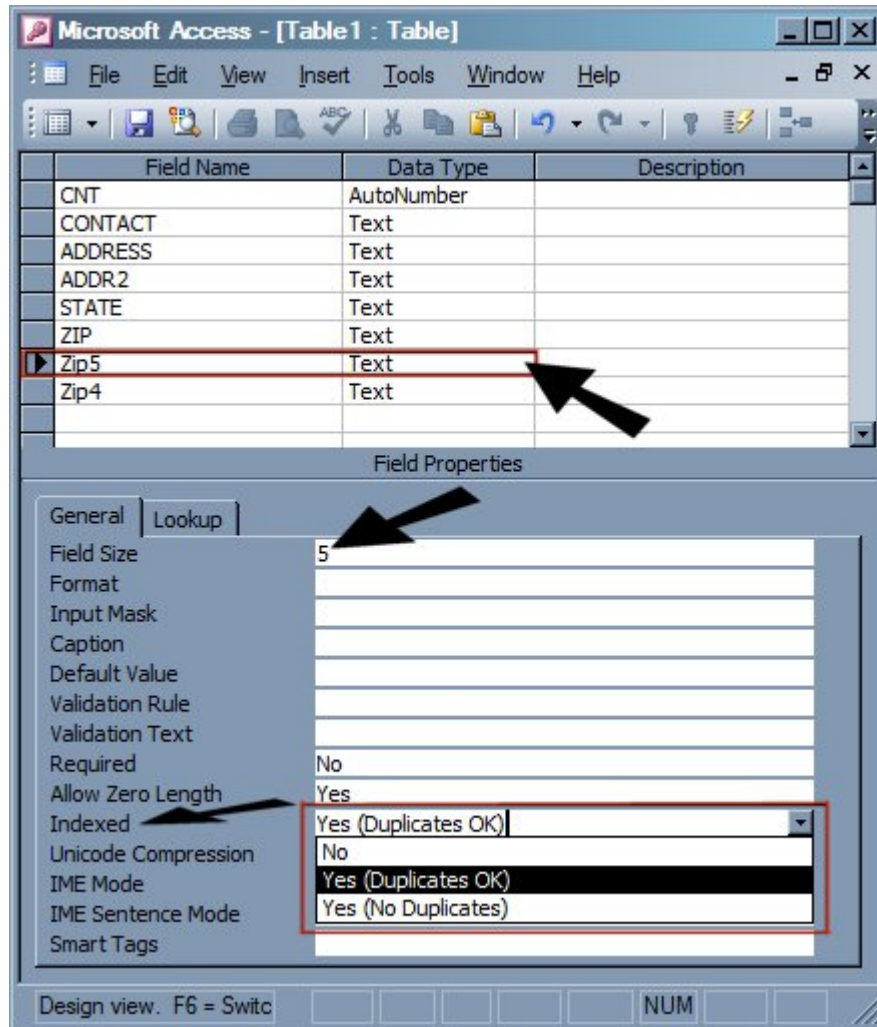 Microsoft Access - [Table1 : Table]
File Edit View Insert Tools Window Help
ABC
Field Name Data Type Description
CNT AutoNumber
CONTACT Text
ADDRESS Text
ADDR2 Text
STATE Text
ZIP Text
Zip5 Text
Zip4 Text
Field Properties
General Lookup
Field Size 5
Format
Input Mask
Caption
Default Value
Validation Rule
Validation Text
Required No
Allow Zero Length Yes
Indexed Yes (Duplicates OK)
Unicode Compression No
IME Mode Yes (Duplicates OK)
IME Sentence Mode Yes (No Duplicates)
Smart Tags
Design view. F6 = Switc NUM